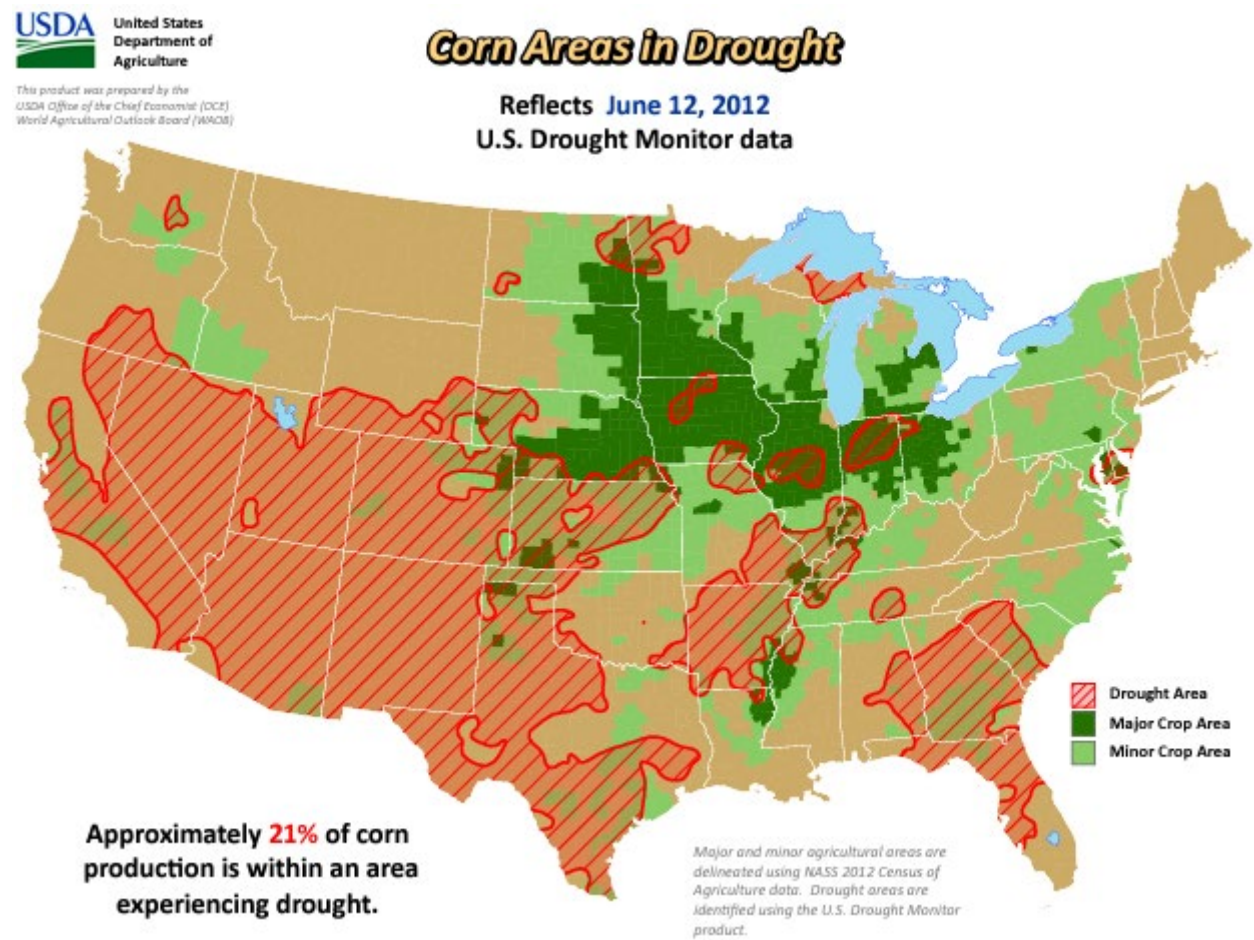 USDA
United States
Department of
Agriculture
This product was prepared by the
USDA Office of the Chief Economist (OCE)
World Agricultural Outlook Board (WAOB)
Corn Areas in Drought
Reflects June 12, 2012
U.S. Drought Monitor data
Drought Area
Major Crop Area
Minor Crop Area
Approximately 21% of corn
production is within an area
experiencing drought.
Major and minor agricultural areas are
delineated using NASS 2012 Census of
Agriculture data. Drought areas are
identified using the U.S. Drought Monitor
product.